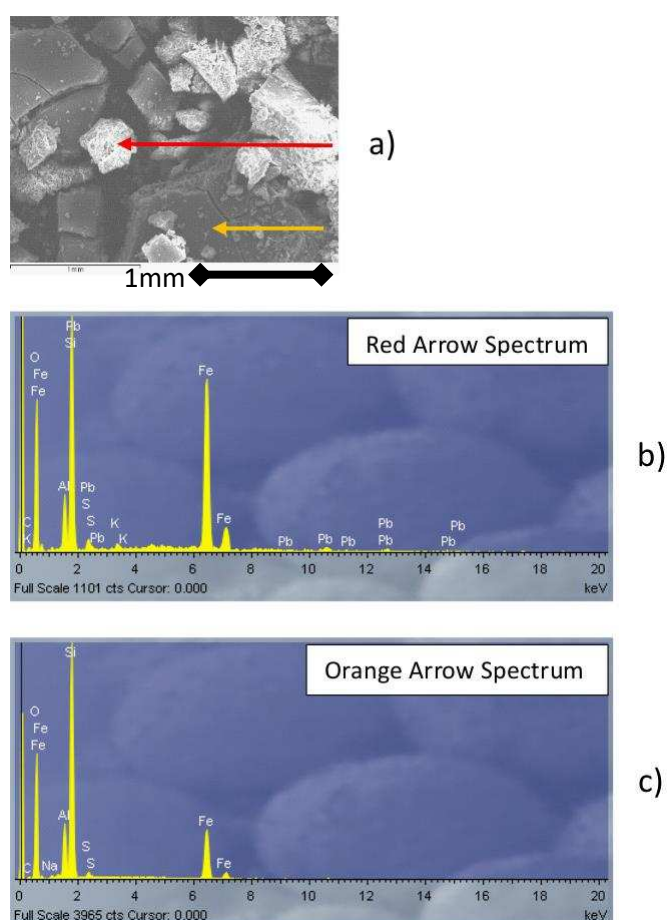 a)
1mm
1mm
Red Arrow Spectrum
b)
Pb
Si
O
Fe
Fe
Fe
Al
Pb
S
S
Pb
K
K
Fe
C
K
Pb
Pb
Pb
Pb
Pb
Pb
Pb
0 2 4 6 8 10 12 14 16 18 20
Full Scale 1101 cts Cursor: 0.000 keV
Orange Arrow Spectrum
c)
Si
O
Fe
Fe
Al
Fe
S
S
Fe
C
Na
0 2 4 6 8 10 12 14 16 18 20
Full Scale 3965 cts Cursor: 0.000 keV